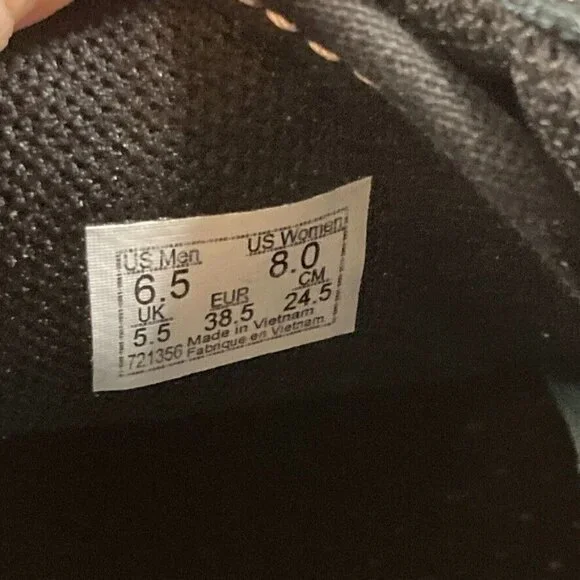 US Men US Women
6.5 8.0
UK EUR CM
5.5 38.5 24.5
Made in Vietnam
721356 Fabrique en Vietnam